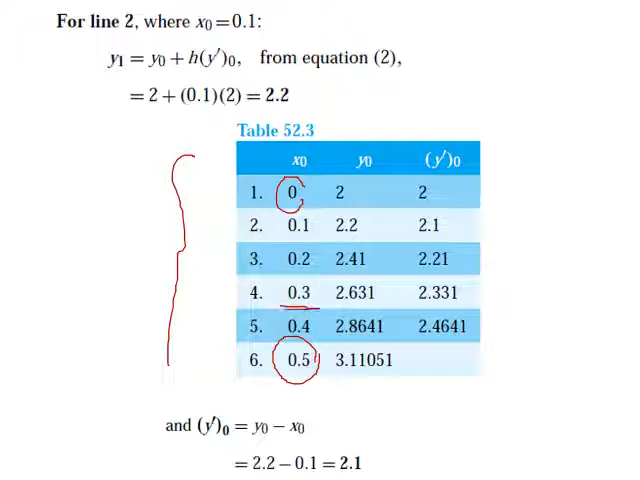 For line 2, where x₀ = 0.1:
y₁ = y₀ + h(y′)₀, from equation (2),
= 2 + (0.1)(2) = 2.2
Table 52.3
x₀ y₀ (y′)₀
1. 0 2 2
2. 0.1 2.2 2.1
3. 0.2 2.41 2.21
4. 0.3 2.631 2.331
5. 0.4 2.8641 2.4641
6. 0.5 3.11051
and (y′)₀ = y₀ − x₀
= 2.2 − 0.1 = 2.1